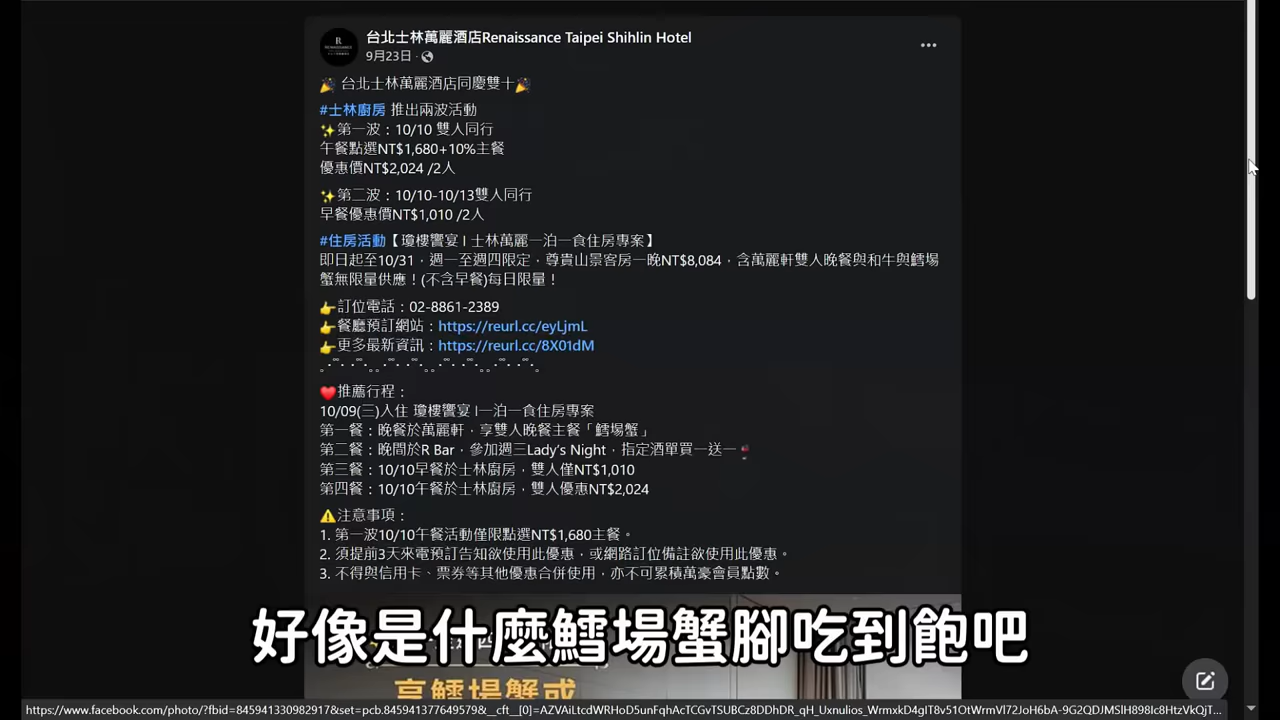 台北士林萬麗酒店Renaissance Taipei Shihlin Hotel
9月23日 ·
🎉 台北士林萬麗酒店同慶雙十🎉
#士林廚房 推出兩波活動
✨第一波：10/10 雙人同行
午餐點選NT$1,680+10%主餐
優惠價NT$2,024 /2人
✨第二波：10/10-10/13雙人同行
早餐優惠價NT$1,010 /2人
#住房活動【瓊樓饗宴 l 士林萬麗一泊一食住房專案】
即日起至10/31，週一至週四限定，尊貴山景客房一晚NT$8,084，含萬麗軒雙人晚餐與和牛與鱈場
蟹無限量供應！(不含早餐)每日限量！
👉訂位電話：02-8861-2389
👉餐廳預訂網站：https://reurl.cc/eyLjmL
👉更多最新資訊：https://reurl.cc/8X01dM
❤️推薦行程：
10/09(三)入住 瓊樓饗宴 l一泊一食住房專案
第一餐：晚餐於萬麗軒，享雙人晚餐主餐「鱈場蟹」
第二餐：晚間於R Bar，參加週三Lady's Night，指定酒單買一送一🍷
第三餐：10/10早餐於士林廚房，雙人僅NT$1,010
第四餐：10/10午餐於士林廚房，雙人優惠NT$2,024
⚠️注意事項：
1. 第一波10/10午餐活動僅限點選NT$1,680主餐。
2. 須提前3天來電預訂告知欲使用此優惠，或網路訂位備註欲使用此優惠。
3. 不得與信用卡、票券等其他優惠合併使用，亦不可累積萬豪會員點數。
好像是什麼鱈場蟹腳吃到飽吧
享鱈場蟹或